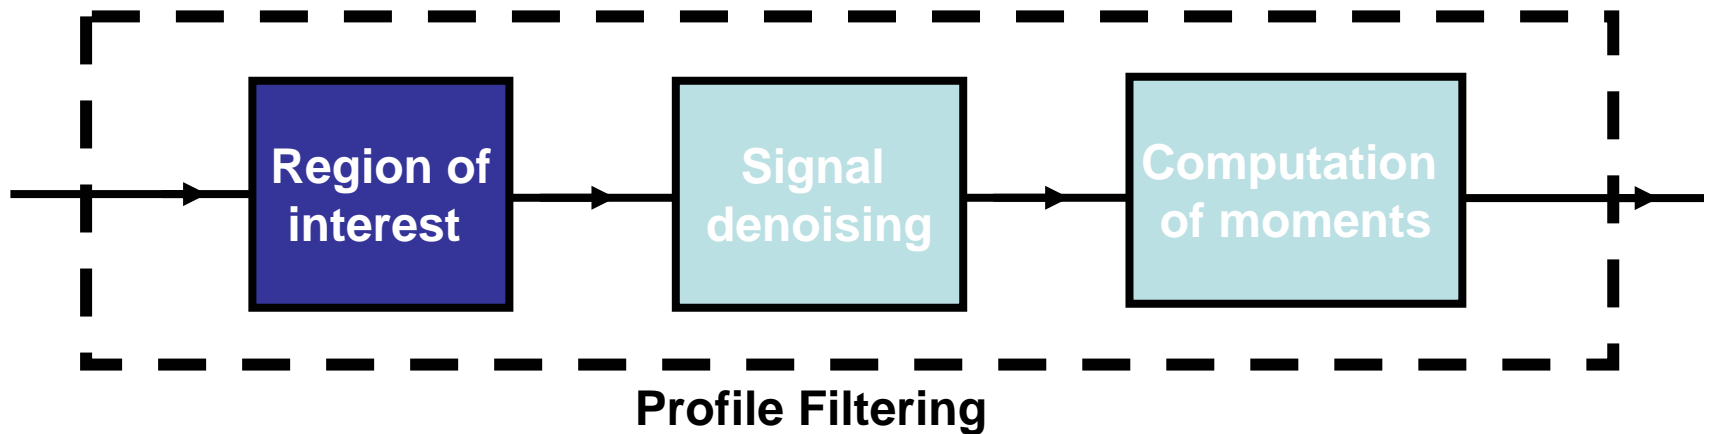 Region of
interest
Signal
denoising
Computation
of moments
Profile Filtering